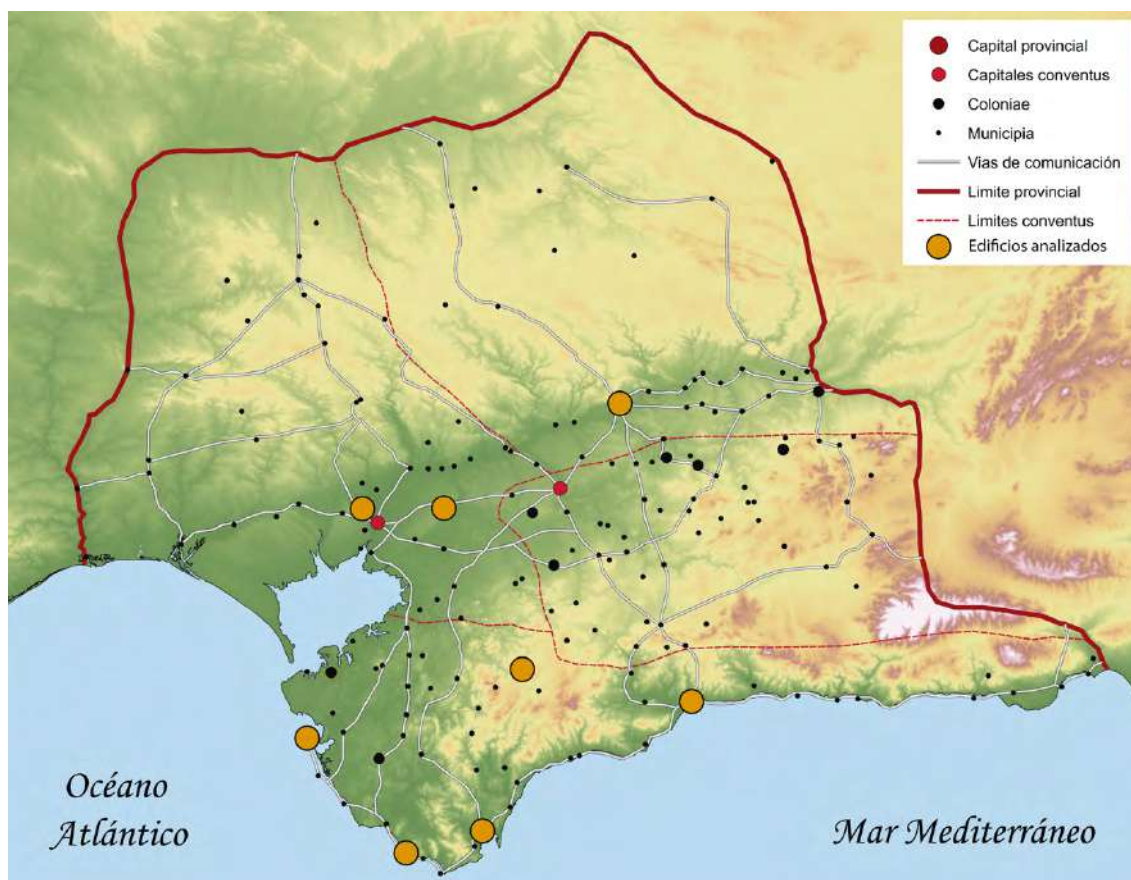 Capital provincial
Capitales conventus
Coloniae
Municipia
Vias de comunicación
Limite provincial
Limites conventus
Edificios analizados
Océano
Atlántico
Mar Mediterráneo